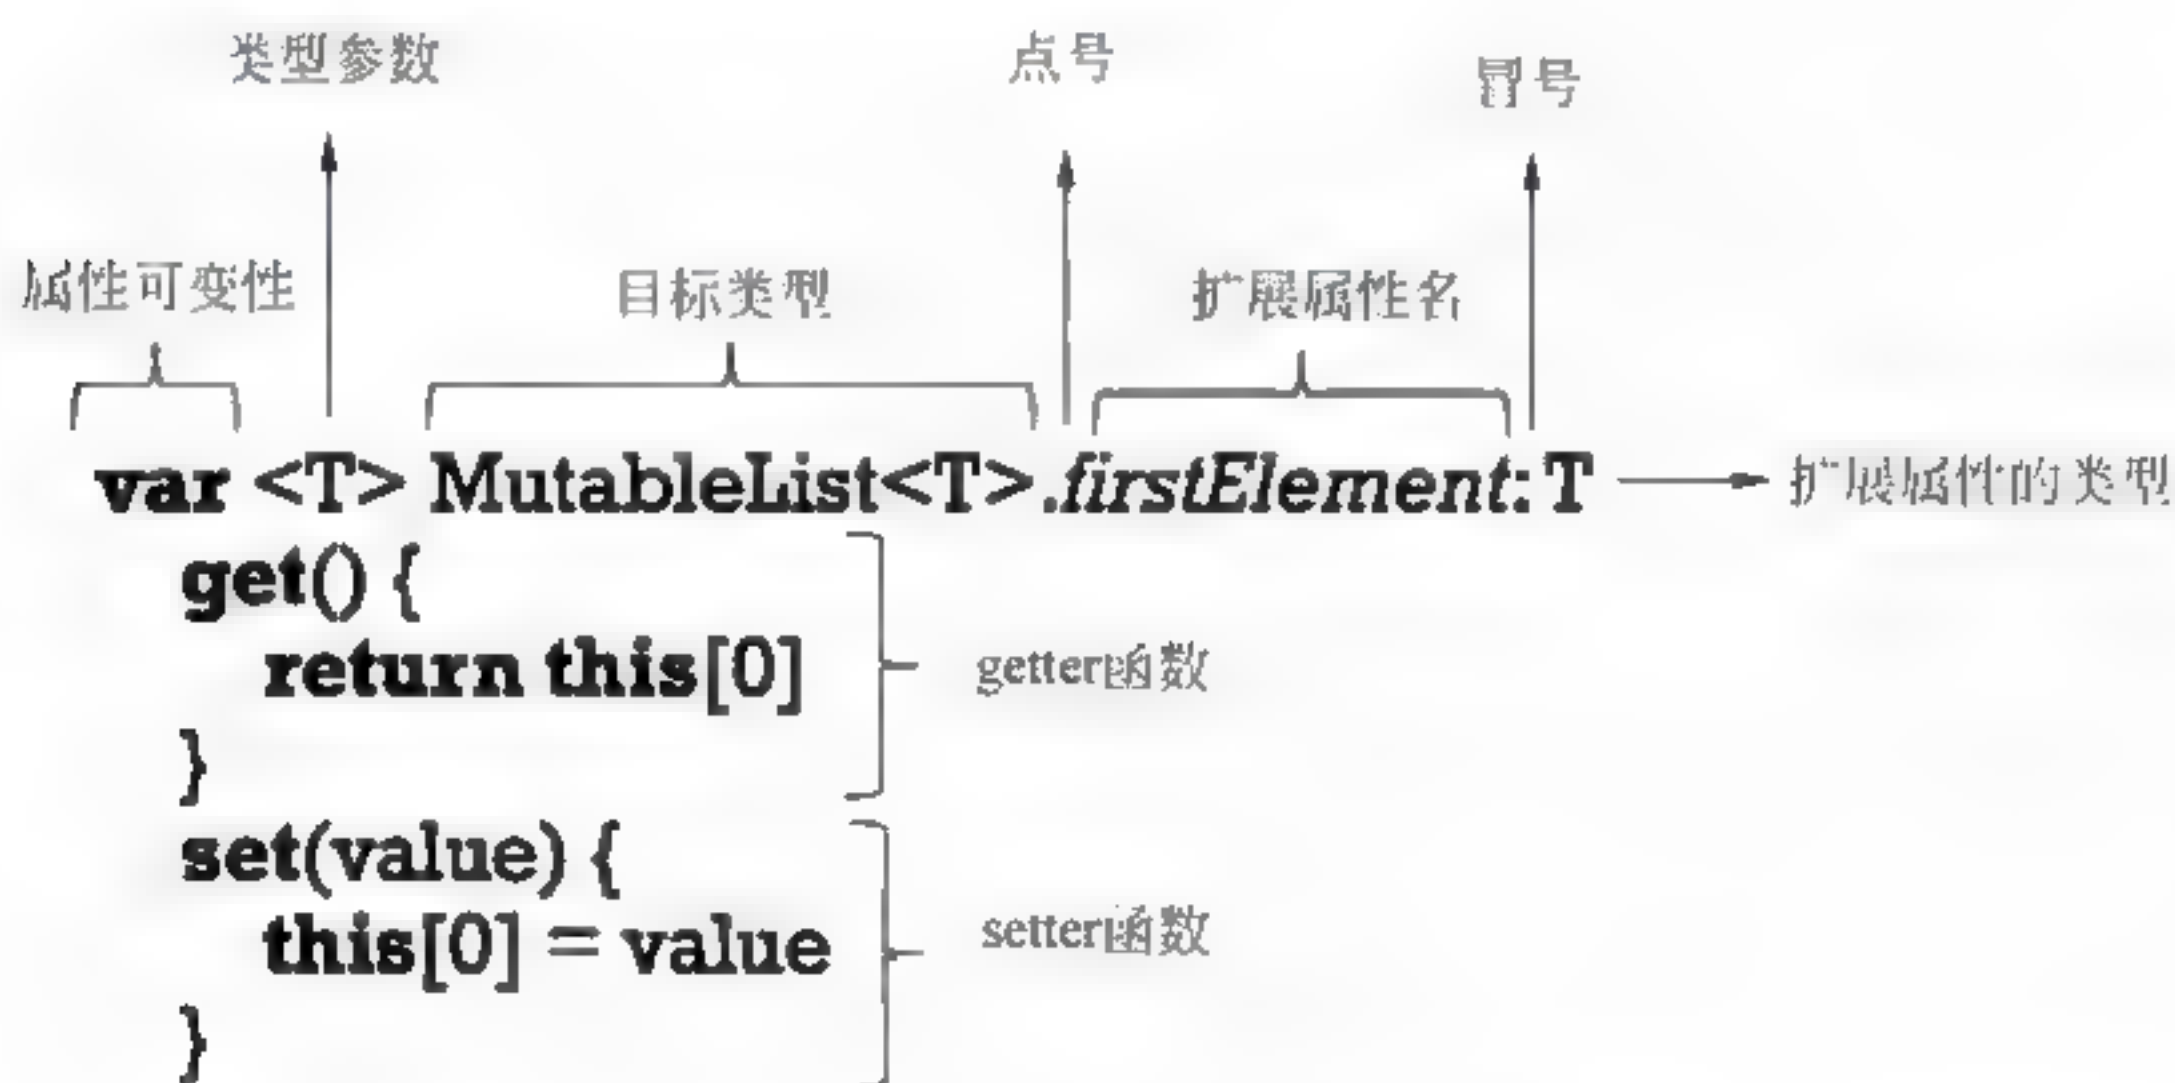 类型参数
点号
冒号
属性可变性
目标类型
扩展属性名
var <T> MutableList<T>.firstElement: T
扩展属性的类型
get() {
return this[0]
}
getter函数
set(value) {
this[0] = value
}
setter函数